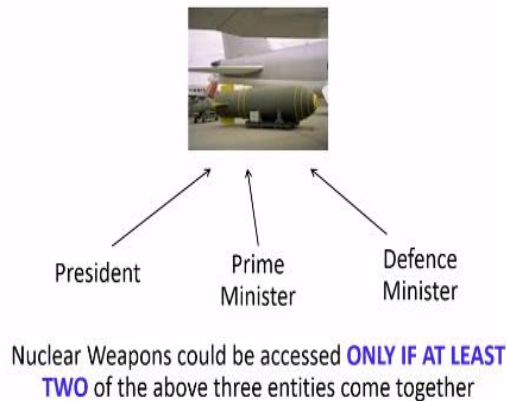 President
Prime
Minister
Defence
Minister
Nuclear Weapons could be accessed ONLY IF AT LEAST
TWO of the above three entities come together